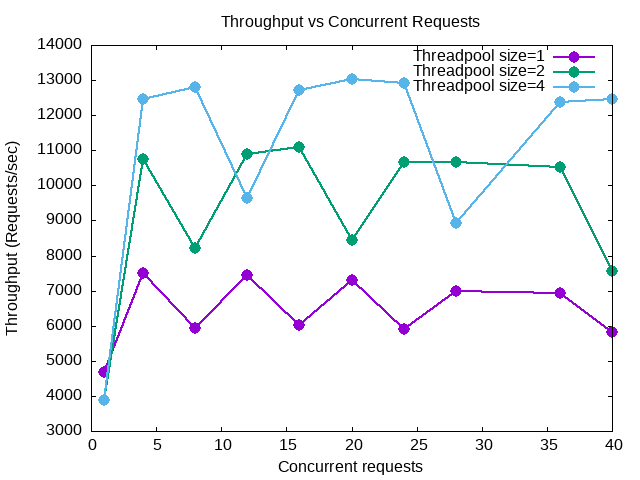 Throughput vs Concurrent Requests
Threadpool size=1
Threadpool size=2
Threadpool size=4
Throughput (Requests/sec)
14000
13000
12000
11000
10000
9000
8000
7000
6000
5000
4000
3000
0 5 10 15 20 25 30 35 40
Concurrent requests